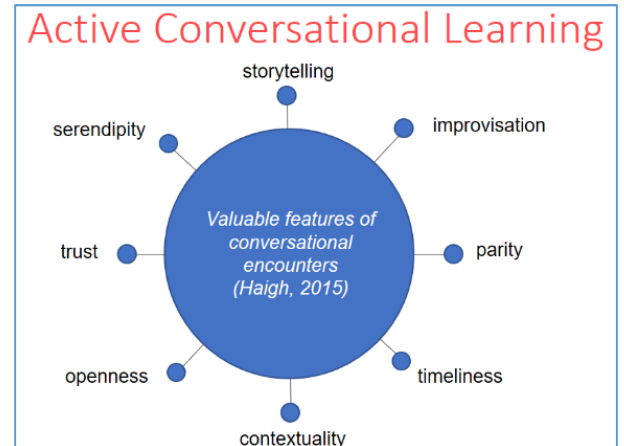 Active Conversational Learning
storytelling
serendipity
improvisation
Valuable features of
conversational
encounters
(Haigh, 2015)
trust
parity
openness
timeliness
contextuality